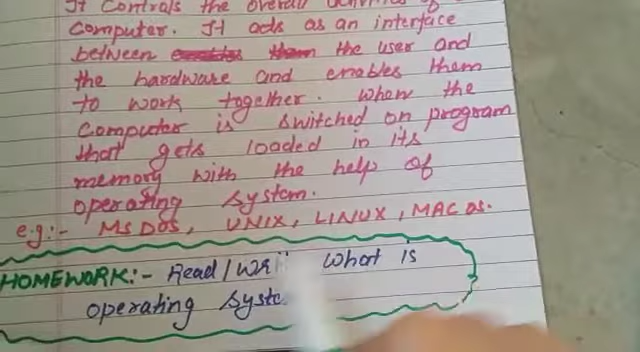 It controls the overall
Computer. It acts as an interface
between the user and
the hardware and enables them
to work together. When the
Computer is switched on program
that gets loaded in its
memory with the help of
operating system.
e.g:- MS DOS, UNIX, LINUX, MAC OS.
HOMEWORK:- Read/ What is
operating